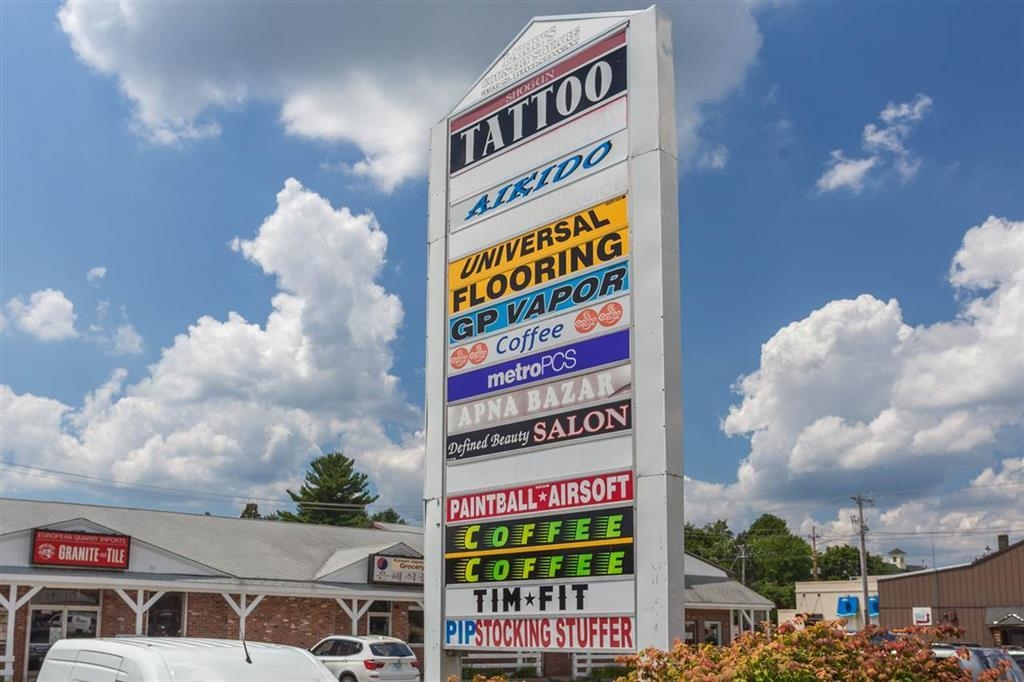 SHOGUN
TATTOO
AIKIDO
UNIVERSAL
FLOORING
GP VAPOR
Coffee
metroPCS
APNA BAZAR
Defined Beauty SALON
PAINTBALL★AIRSOFT
COFFEE
COFFEE
TIM★FIT
PIPSTOCKING STUFFER
EUROPEAN QUARRY IMPORTS
GRANITE TILE
Grocery